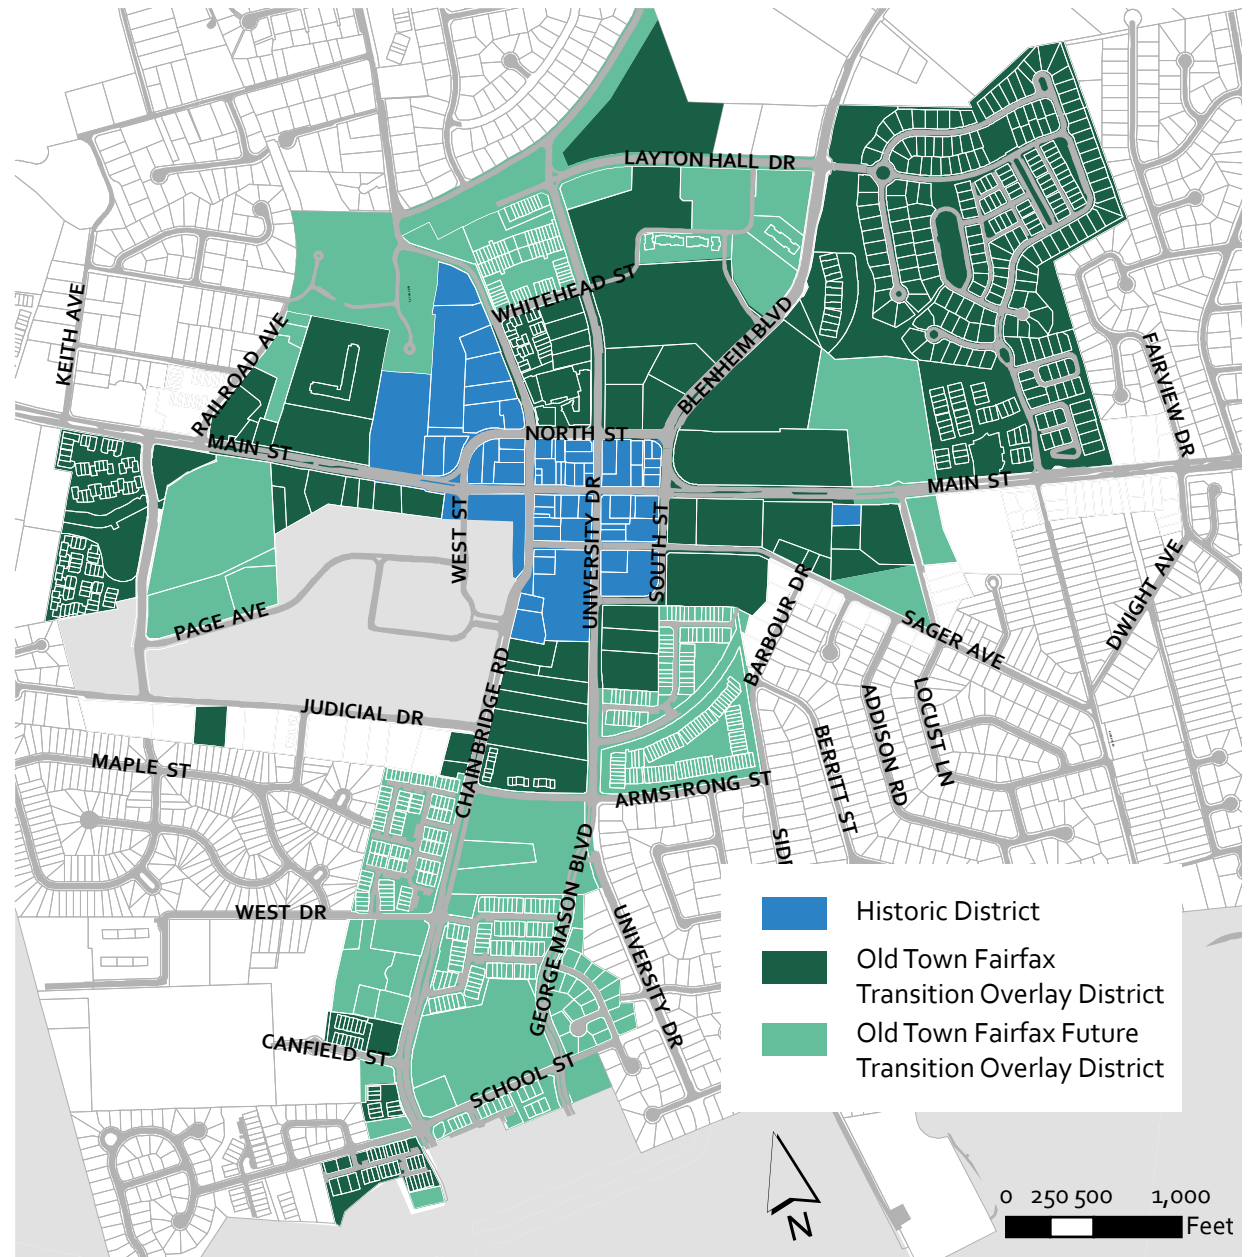 LAYTON HALL DR
WHITEHEAD ST
KEITH AVE
RAILROAD AVE
BLENHEIM BLVD
FAIRVIEW DR
NORTH ST
MAIN ST
MAIN ST
WEST ST
UNIVERSITY DR
SOUTH ST
PAGE AVE
BARBOUR DR
SAGER AVE
DWIGHT AVE
JUDICIAL DR
CHAIN BRIDGE RD
ADDISON RD
LOCUST LN
BERRITT ST
MAPLE ST
ARMSTRONG ST
WEST DR
GEORGE MASON BLVD
UNIVERSITY DR
CANFIELD ST
SCHOOL ST
Historic District
Old Town Fairfax
Transition Overlay District
Old Town Fairfax Future
Transition Overlay District
N
0 250 500 1,000
Feet